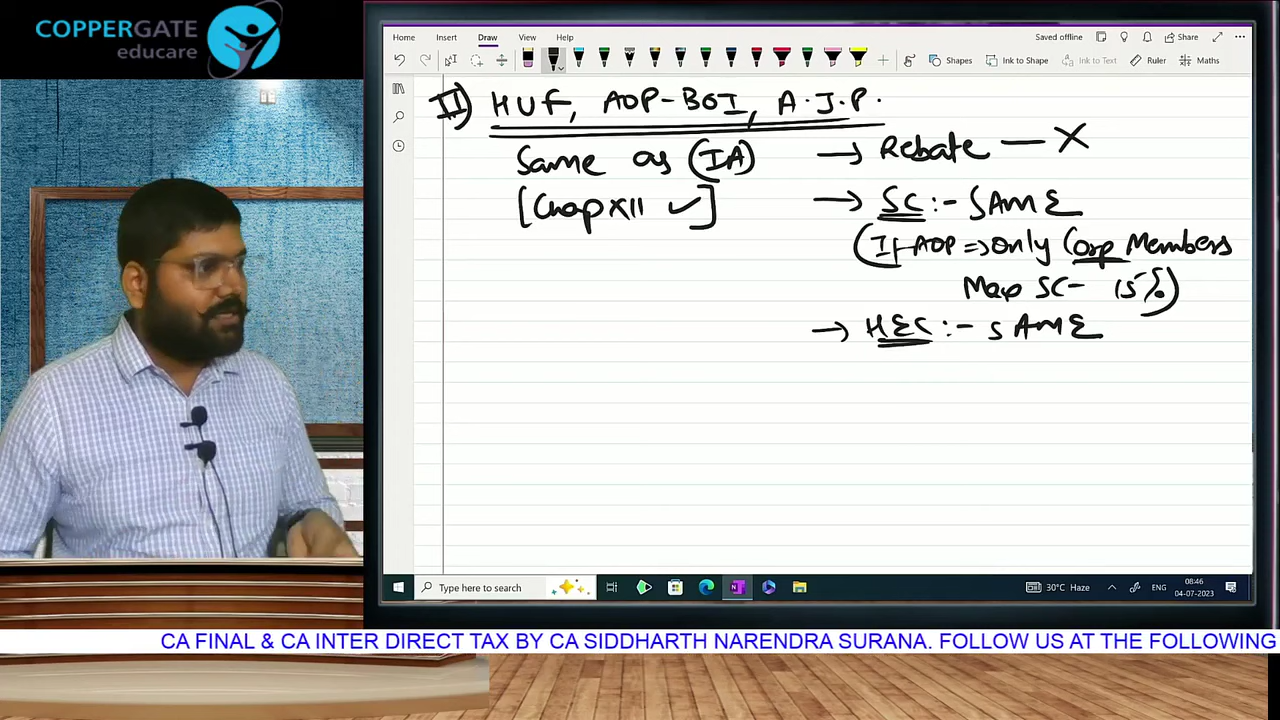 COPPERGATE
educare
Home Insert Draw View Help
Saved offline
Share
Shapes Ink to Shape Ink to Text Ruler Maths
II) HUF, AOP-BOI, A.J.P.
Same as (IA)
[Chap XII ✓]
→ Rebate — X
→ SC :- SAME
(If AOP => only Corp Members
Max SC - 15%)
→ HEC :- SAME
Type here to search
30°C Haze
ENG
08:46
04-07-2023
CA FINAL & CA INTER DIRECT TAX BY CA SIDDHARTH NARENDRA SURANA. FOLLOW US AT THE FOLLOWING